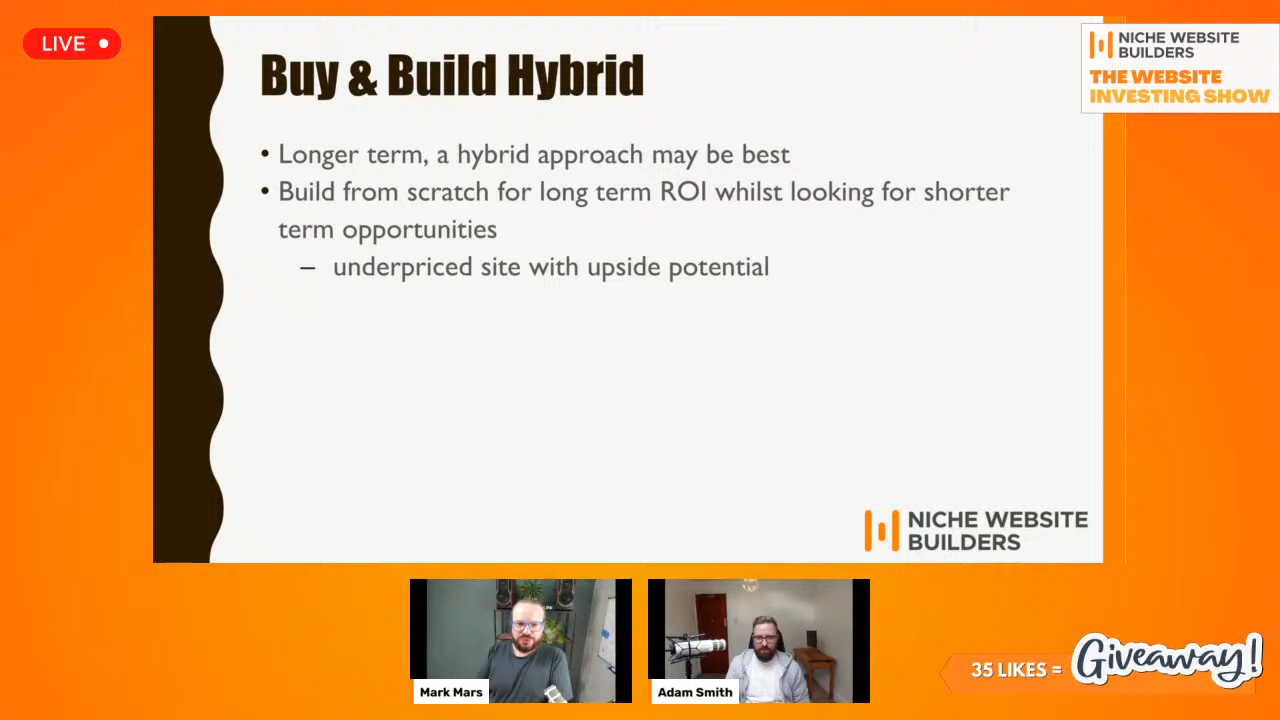 LIVE
NICHE WEBSITE
BUILDERS
THE WEBSITE
INVESTING SHOW
Buy & Build Hybrid
• Longer term, a hybrid approach may be best
• Build from scratch for long term ROI whilst looking for shorter
term opportunities
– underpriced site with upside potential
NICHE WEBSITE
BUILDERS
Mark Mars
Adam Smith
35 LIKES =
Giveaway!